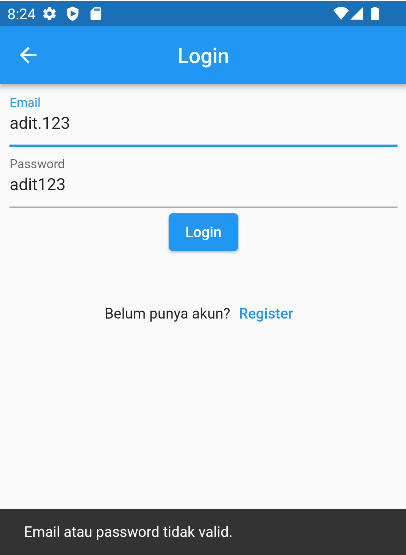 8:24
Login
Email
adit.123
Password
adit123
Login
Belum punya akun? Register
Email atau password tidak valid.